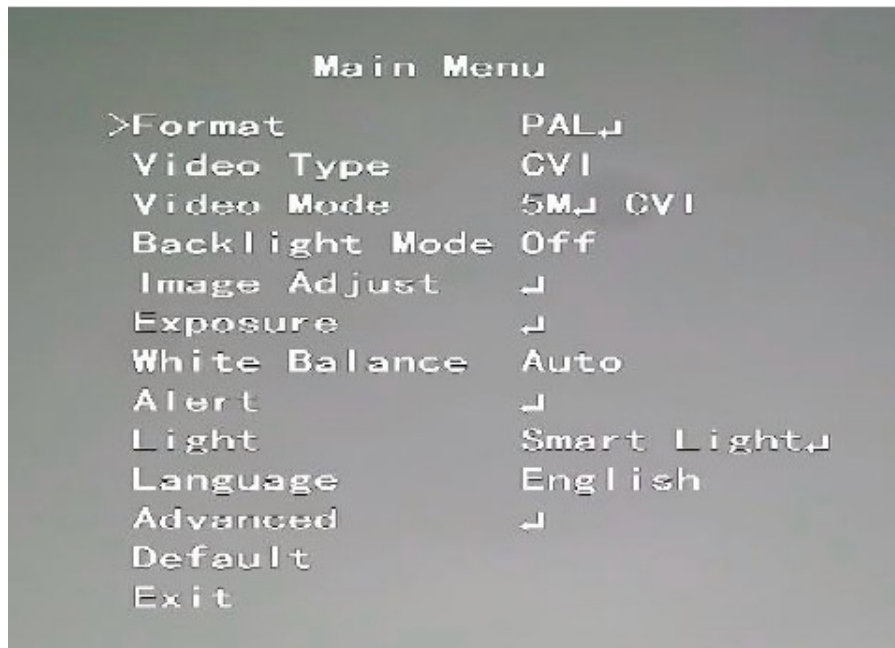 Main Menu
>Format PAL↵
Video Type CVI
Video Mode 5M↵ CVI
Backlight Mode Off
Image Adjust ↵
Exposure ↵
White Balance Auto
Alert ↵
Light Smart Light↵
Language English
Advanced ↵
Default
Exit